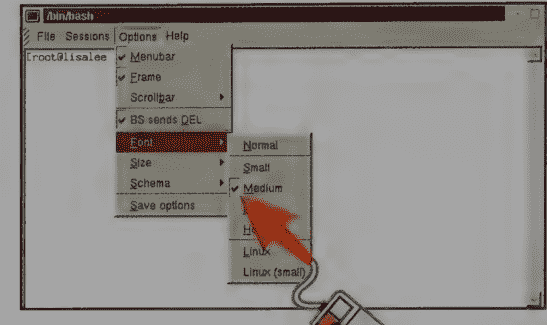 /bin/bash
File Sessions Options Help
[root@lisalee
Menubar
Frame
Scrollbar
BS sends DEL
Font
Size
Schema
Save options
Normal
Small
Medium
Linux
Linux (small)